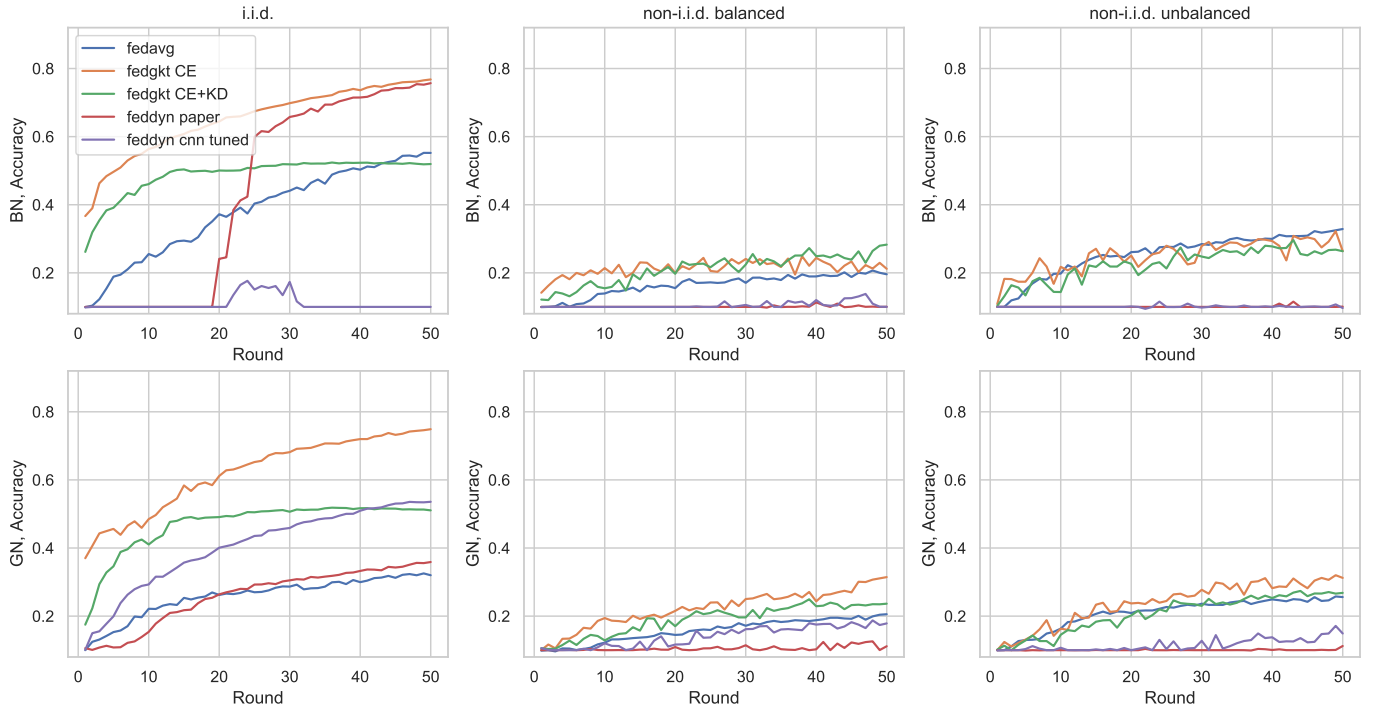 i.i.d.
non-i.i.d. balanced
non-i.i.d. unbalanced
BN, Accuracy
0.8
0.6
0.4
0.2
fedavg
fedgkt CE
fedgkt CE+KD
feddyn paper
feddyn cnn tuned
0 10 20 30 40 50
Round
BN, Accuracy
0.8
0.6
0.4
0.2
0 10 20 30 40 50
Round
BN, Accuracy
0.8
0.6
0.4
0.2
0 10 20 30 40 50
Round
GN, Accuracy
0.8
0.6
0.4
0.2
0 10 20 30 40 50
Round
GN, Accuracy
0.8
0.6
0.4
0.2
0 10 20 30 40 50
Round
GN, Accuracy
0.8
0.6
0.4
0.2
0 10 20 30 40 50
Round